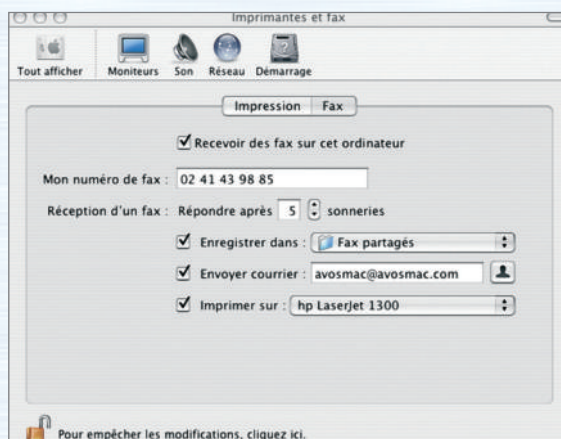 Imprimantes et fax
Tout afficher Moniteurs Son Réseau Démarrage
Impression Fax
Recevoir des fax sur cet ordinateur
Mon numéro de fax : 02 41 43 98 85
Réception d'un fax : Répondre après 5 sonneries
Enregistrer dans : Fax partagés
Envoyer courrier : avosmac@avosmac.com
Imprimer sur : hp LaserJet 1300
Pour empêcher les modifications, cliquez ici.